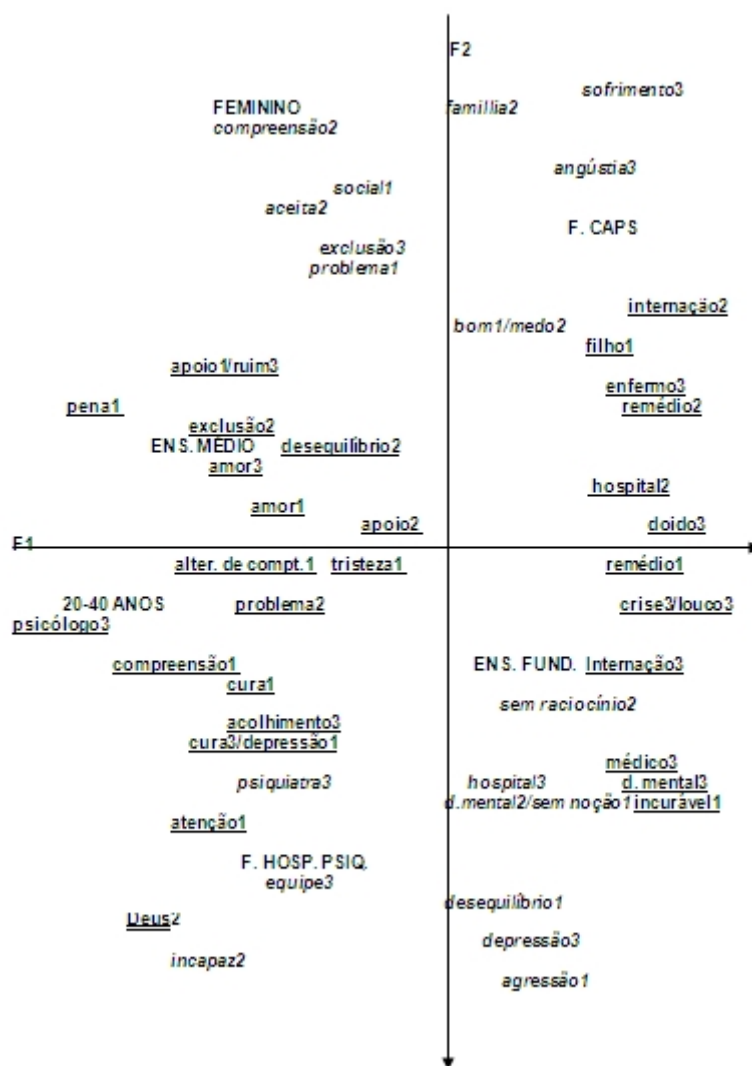 F2
sofrimento3
FEMININO famillia2
compreensão2
angústia3
social1
aceita2
F. CAPS
exclusão3
problema1
internação2
bom1/medo2
filho1
apoio1/ruim3
enfermo3
pena1 remédio2
exclusão2
ENS. MÉDIO desequilíbrio2
amor3
hospital2
amor1
apoio2 doido3
F1
alter. de compt.1 tristeza1 remédio1
20-40 ANOS problema2 crise3/louco3
psicólogo3
compreensão1 ENS. FUND. Internação3
cura1
sem raciocínio2
acolhimento3
cura3/depressão1
médico3
psiquiatra3 hospital3 d.mental3
d.mental2/sem noção1 incurável1
atenção1
F. HOSP. PSIQ.
equipe3
desequilíbrio1
Deus2
depressão3
incapaz2
agressão1